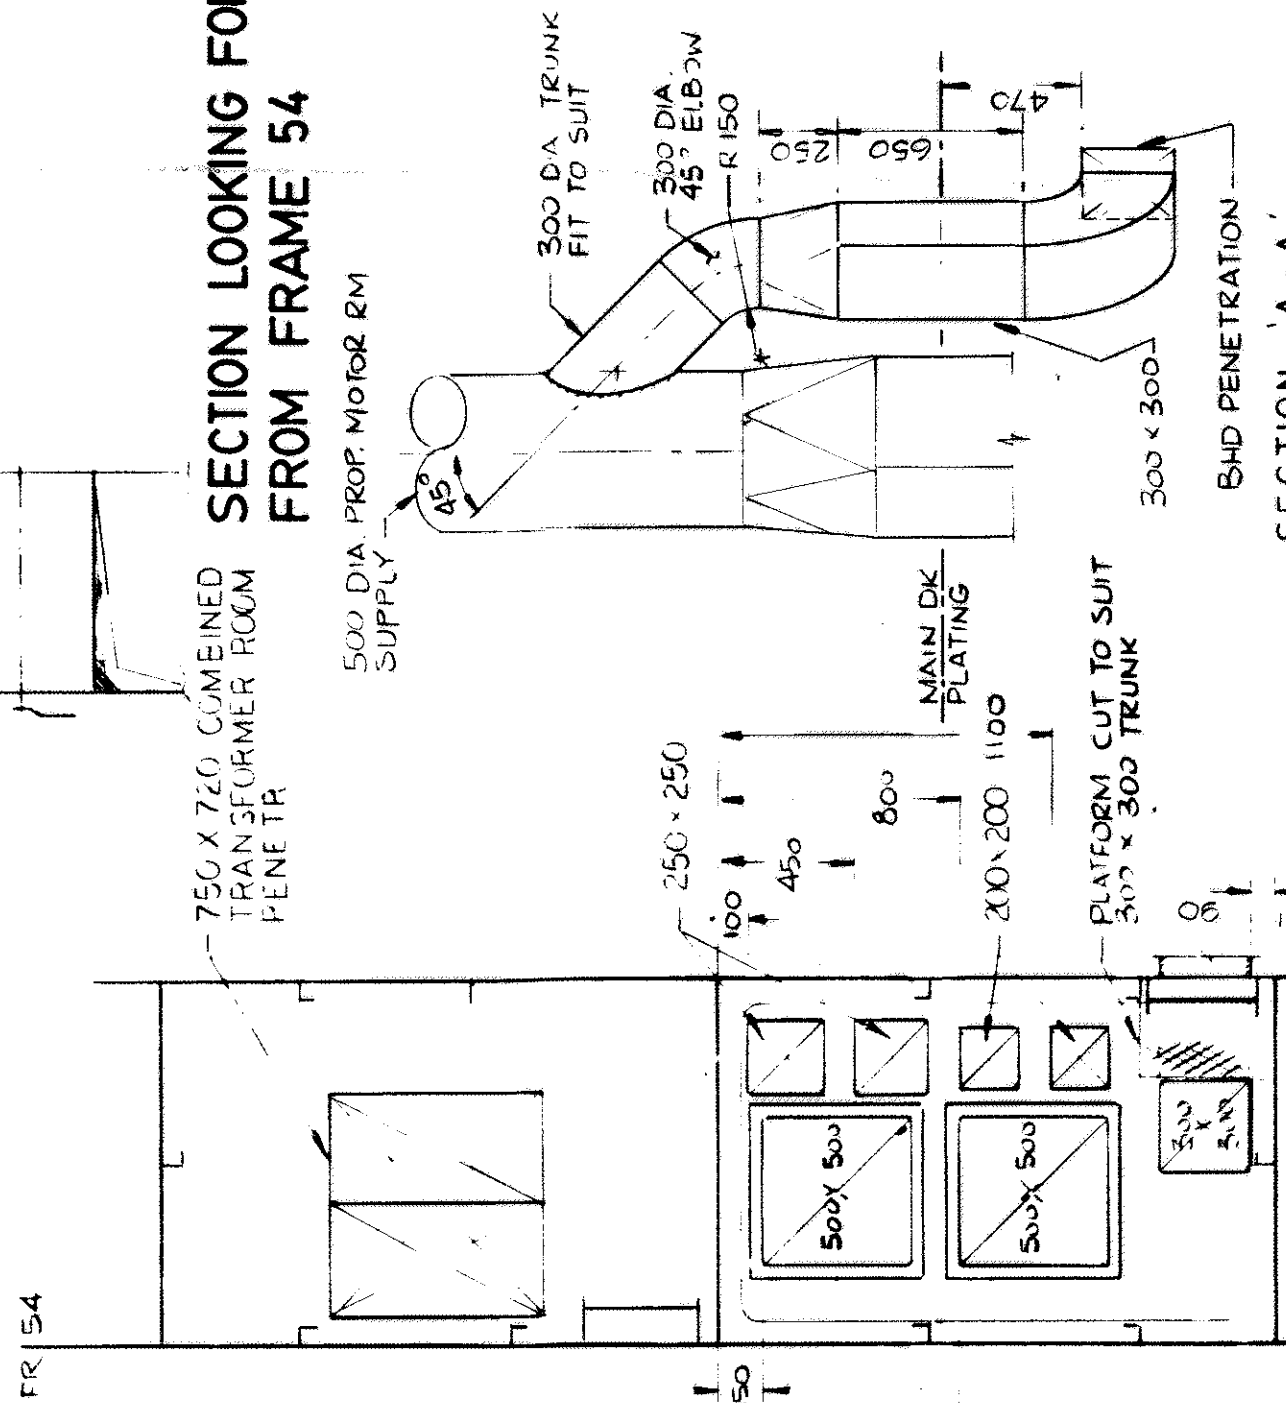 SECTION LOOKING FO
FROM FRAME 54
750 X 720 COMBINED
TRANSFORMER ROOM
PENETR
500 DIA. PROP. MOTOR RM
SUPPLY
45°
300 DIA TRUNK
FIT TO SUIT
300 DIA.
45° ELBOW
R 150
250
650
470
MAIN DK
PLATING
300 × 300
BHD PENETRATION
SECTION 'A-A'
250 × 250
100
450
800
200×200
1100
PLATFORM CUT TO SUIT
300 × 300 TRUNK
90
500 X 500
500 X 500
300
X
300
FR 54
50